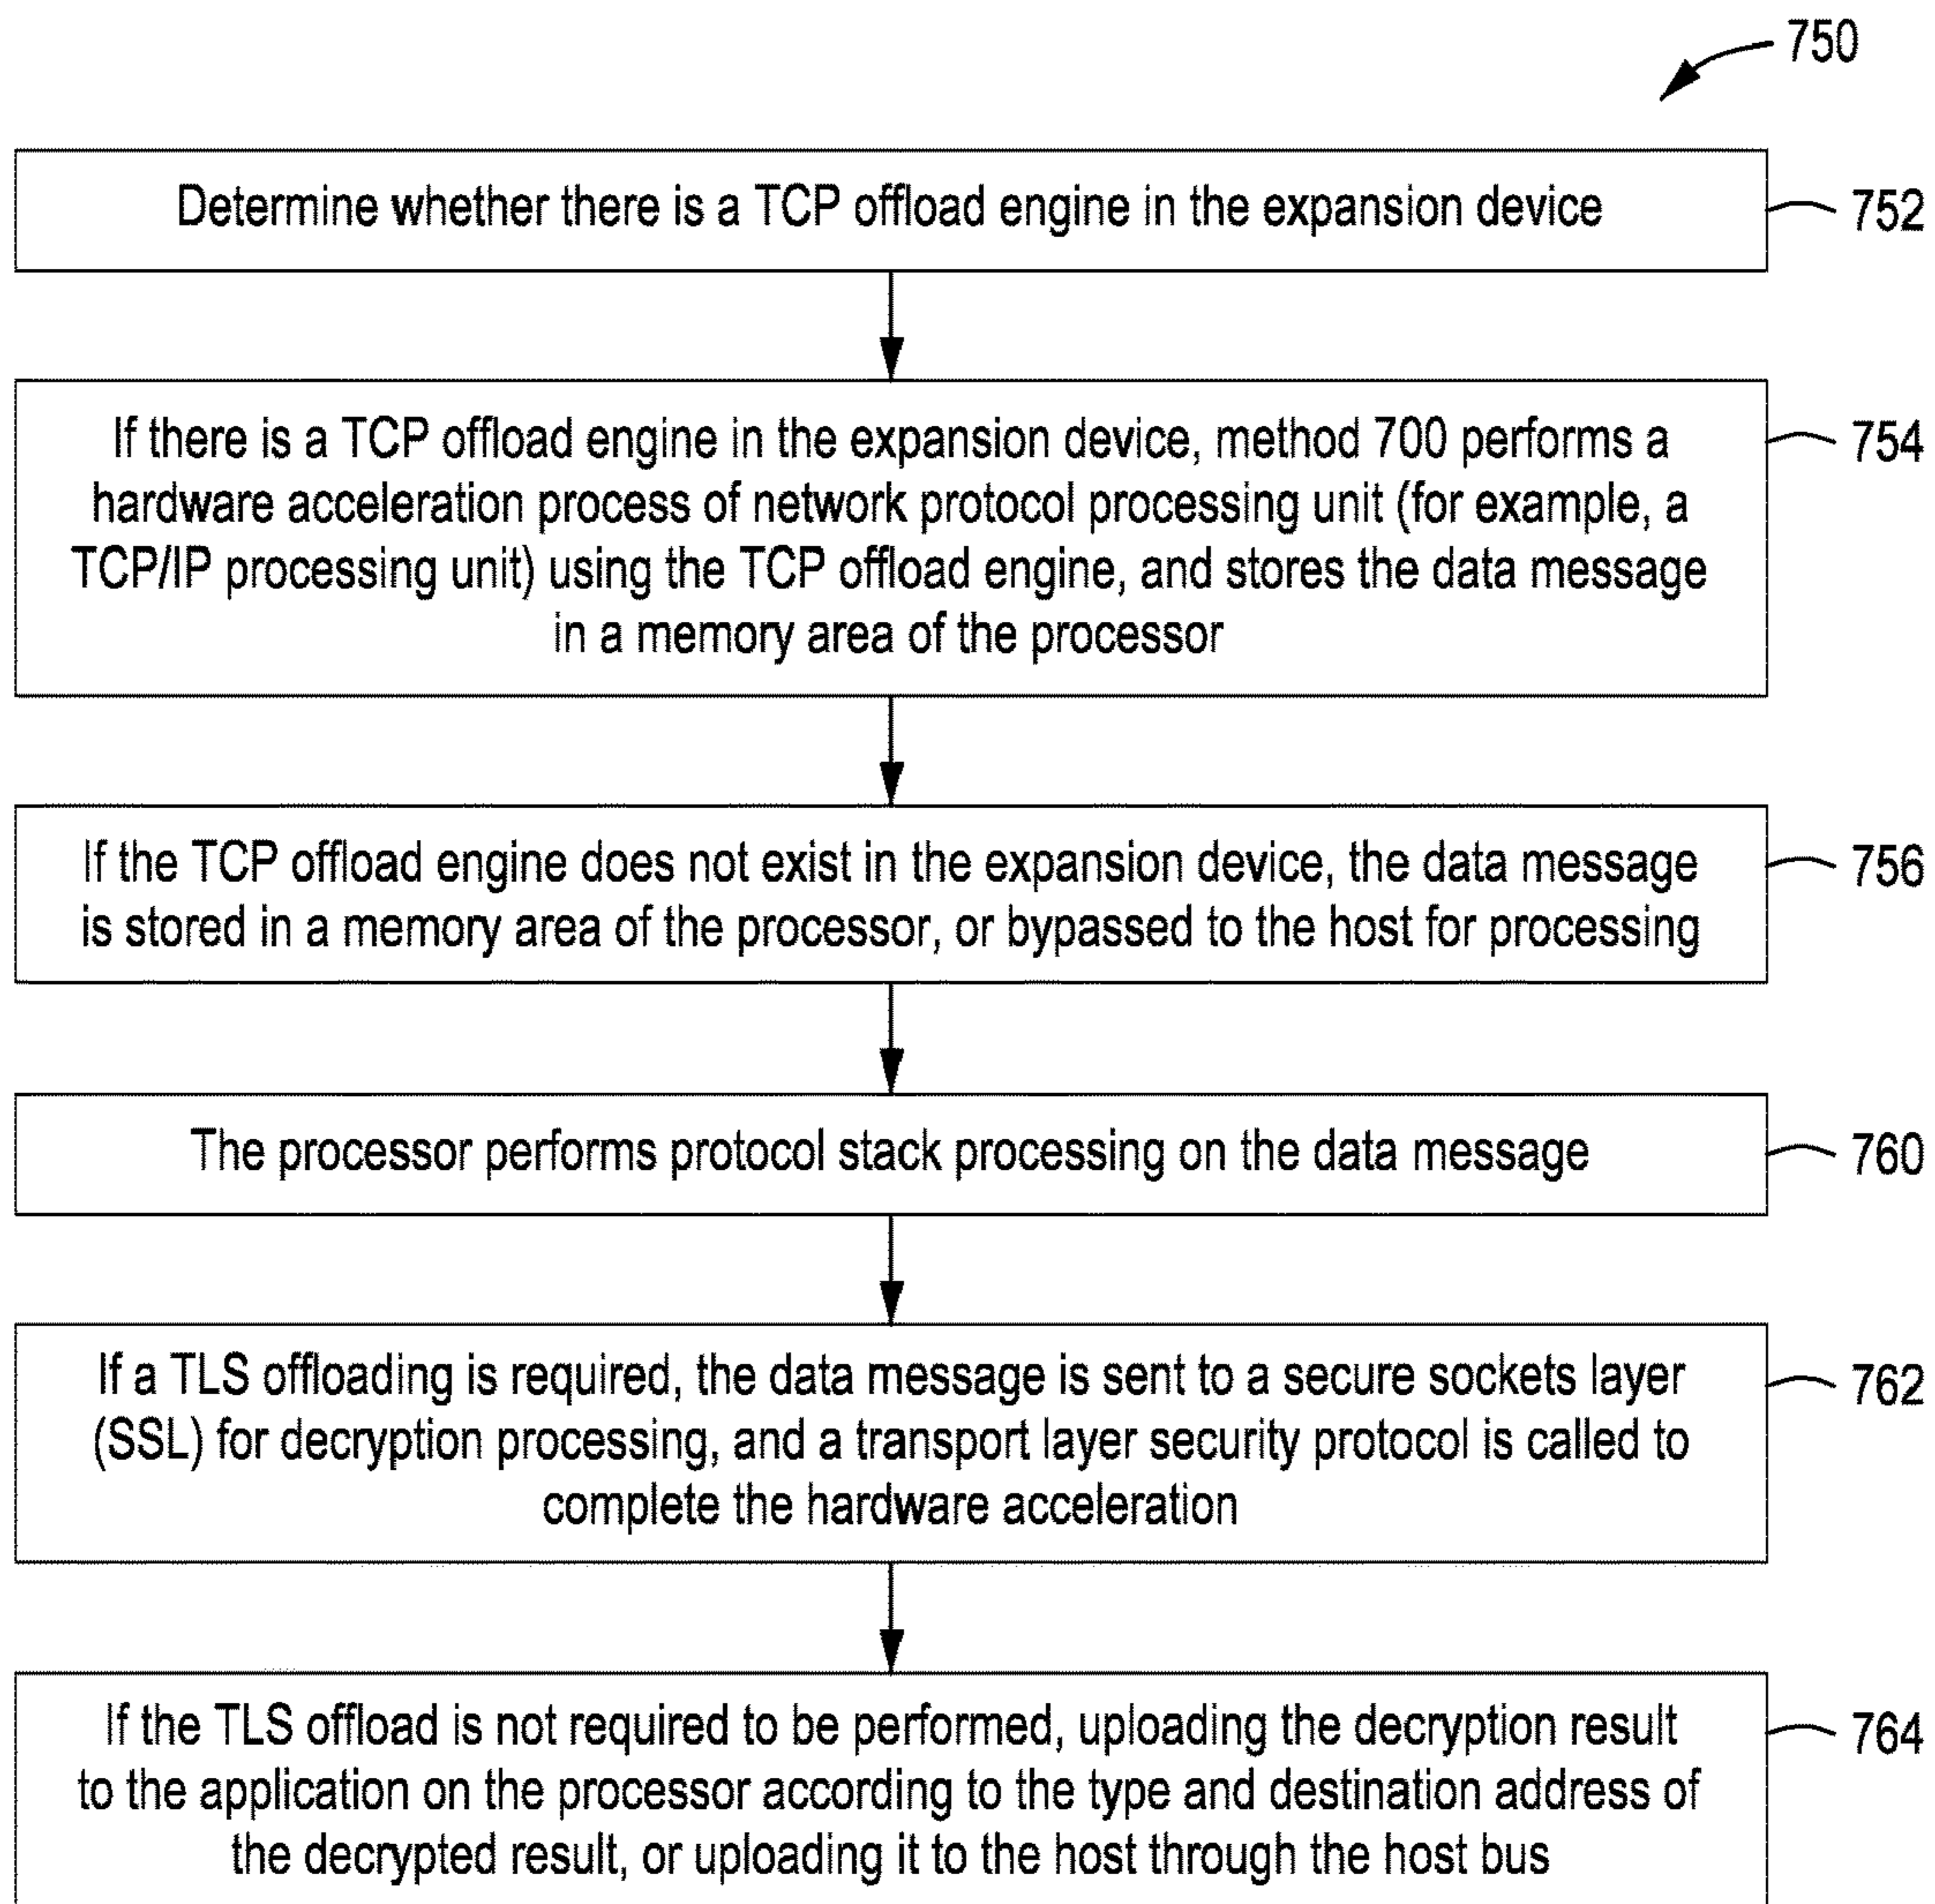 750
Determine whether there is a TCP offload engine in the expansion device
752
If there is a TCP offload engine in the expansion device, method 700 performs a
hardware acceleration process of network protocol processing unit (for example, a
TCP/IP processing unit) using the TCP offload engine, and stores the data message
in a memory area of the processor
754
If the TCP offload engine does not exist in the expansion device, the data message
is stored in a memory area of the processor, or bypassed to the host for processing
756
The processor performs protocol stack processing on the data message
760
If a TLS offloading is required, the data message is sent to a secure sockets layer
(SSL) for decryption processing, and a transport layer security protocol is called to
complete the hardware acceleration
762
If the TLS offload is not required to be performed, uploading the decryption result
to the application on the processor according to the type and destination address of
the decrypted result, or uploading it to the host through the host bus
764